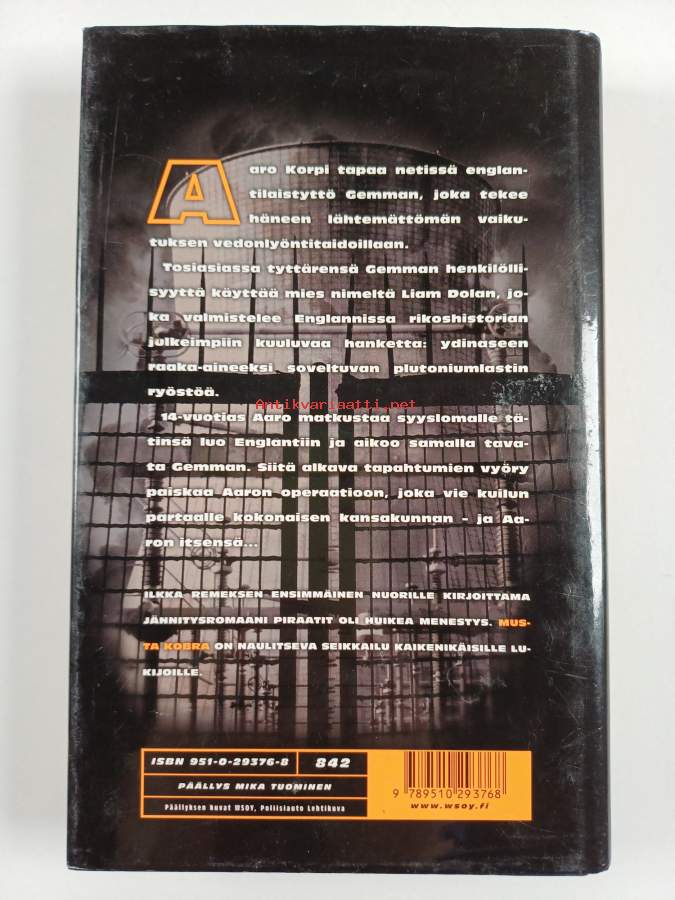 Aaro Korpi tapaa netissä englan-
tilaistyttö Gemman, joka tekee
häneen lähtemättömän vaiku-
tuksen vedonlyöntitaidoillaan.
Tosiasiassa tyttärensä Gemman henkilölli-
syyttä käyttää mies nimeltä Liam Dolan, jo-
ka valmistelee Englannissa rikoshistorian
julkeimpiin kuuluvaa hanketta: ydinaseen
raaka-aineeksi soveltuvan plutoniumlastin
ryöstöä.
Antikvariaatti.net
14-vuotias Aaro matkustaa syyslomalle tä-
tinsä luo Englantiin ja aikoo samalla tava-
ta Gemman. Siitä alkava tapahtumien vyöry
paiskaa Aaron operaatioon, joka vie kuilun
partaalle kokonaisen kansakunnan – ja Aa-
ron itsensä...
ILKKA REMEKSEN ENSIMMÄINEN NUORILLE KIRJOITTAMA
JÄNNITYSROMAANI PIRAATIT OLI HUIKEA MENESTYS. MUS-
TA KOBRA ON NAULITSEVA SEIKKAILU KAIKENIKÄISILLE LU-
KIJOILLE.
ISBN 951-0-29376-8 842
PÄÄLLYS MIKA TUOMINEN
Päällyksen kuvat WSOY, Poliisiauto Lehtikuva
9 789510 293768
www.wsoy.fi